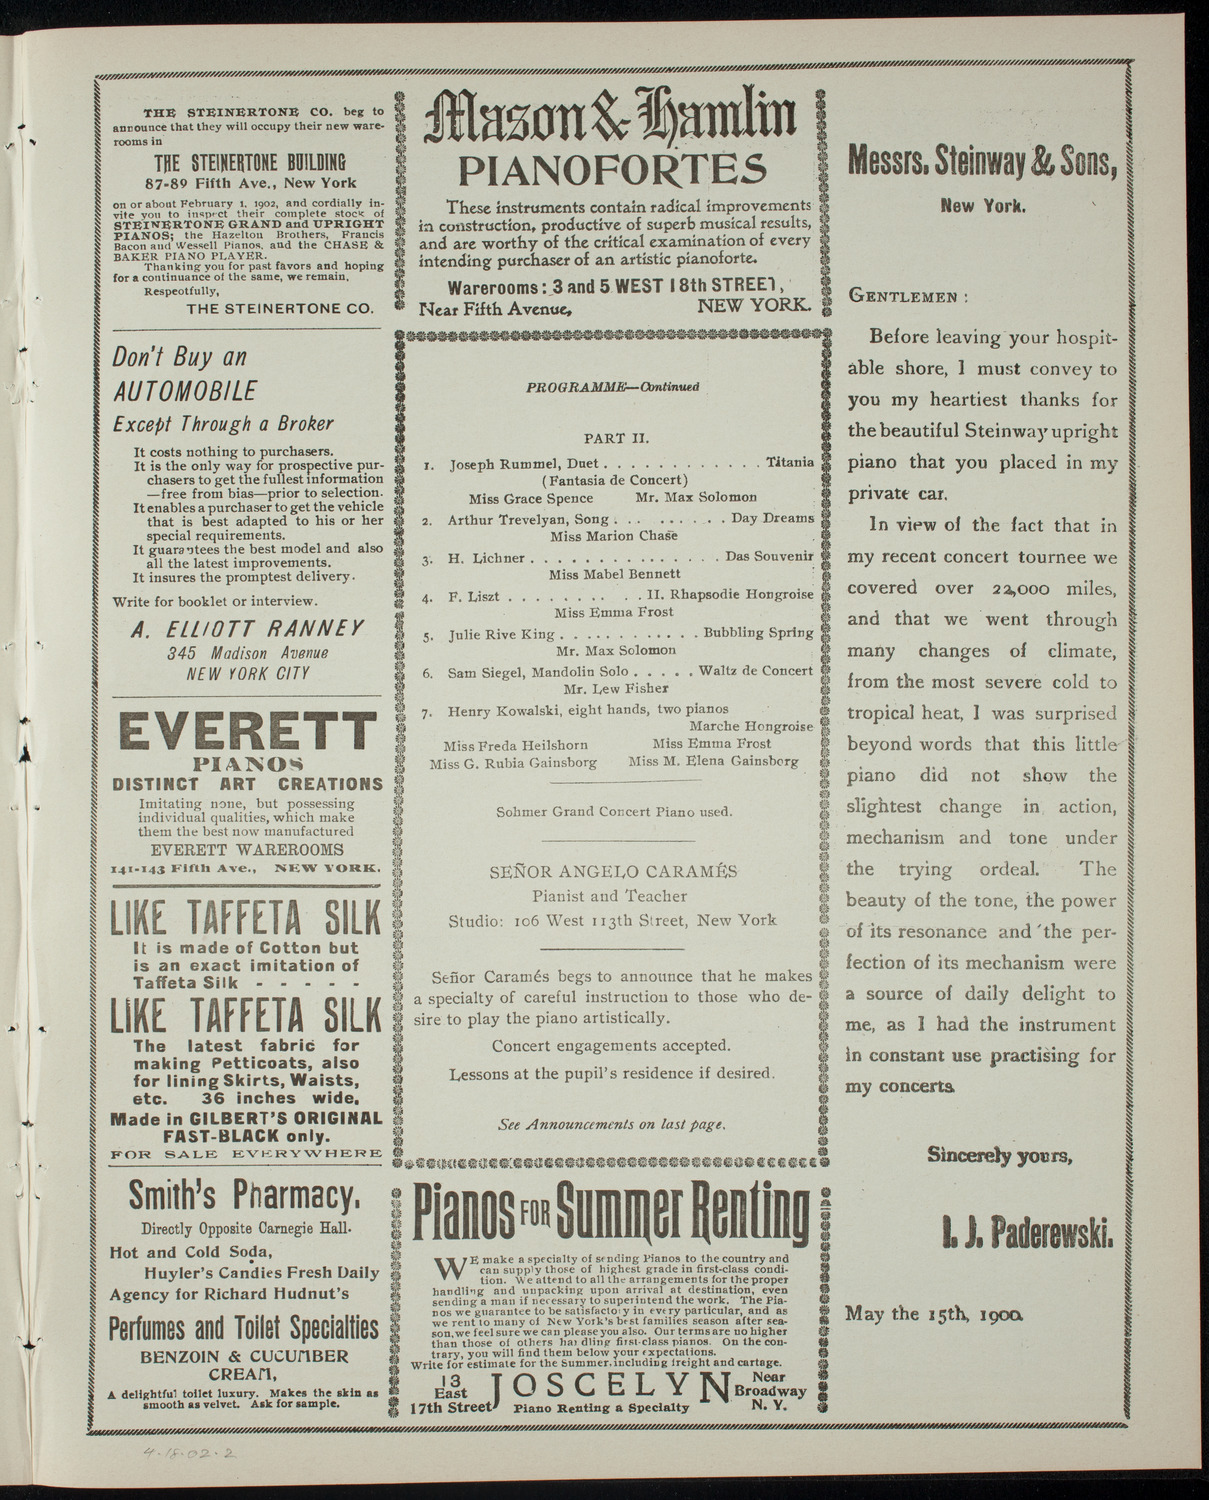 THE STEINERTONE CO. beg to
announce that they will occupy their new ware-
rooms in
THE STEINERTONE BUILDING
87-89 Fifth Ave., New York
on or about February 1, 1902, and cordially in-
vite you to inspect their complete stock of
STEINERTONE GRAND and UPRIGHT
PIANOS; the Hazelton Brothers, Francis
Bacon and Wessell Pianos, and the CHASE &
BAKER PIANO PLAYER.
Thanking you for past favors and hoping
for a continuance of the same, we remain,
Respectfully,
THE STEINERTONE CO.
Don't Buy an
AUTOMOBILE
Except Through a Broker
It costs nothing to purchasers.
It is the only way for prospective pur-
chasers to get the fullest information
—free from bias—prior to selection.
It enables a purchaser to get the vehicle
that is best adapted to his or her
special requirements.
It guarantees the best model and also
all the latest improvements.
It insures the promptest delivery.
Write for booklet or interview.
A. ELLIOTT RANNEY
345 Madison Avenue
NEW YORK CITY
EVERETT
PIANOS
DISTINCT ART CREATIONS
Imitating none, but possessing
individual qualities, which make
them the best now manufactured
EVERETT WAREROOMS
141-143 Fifth Ave., NEW YORK.
LIKE TAFFETA SILK
It is made of Cotton but
is an exact imitation of
Taffeta Silk - - - - -
LIKE TAFFETA SILK
The latest fabric for
making Petticoats, also
for lining Skirts, Waists,
etc. 36 inches wide.
Made in GILBERT'S ORIGINAL
FAST-BLACK only.
FOR SALE EVERYWHERE
Smith's Pharmacy,
Directly Opposite Carnegie Hall.
Hot and Cold Soda,
Huyler's Candies Fresh Daily
Agency for Richard Hudnut's
Perfumes and Toilet Specialties
BENZOIN & CUCUMBER
CREAM,
A delightful toilet luxury. Makes the skin as
smooth as velvet. Ask for sample.
Mason & Hamlin
PIANOFORTES
These instruments contain radical improvements
in construction, productive of superb musical results,
and are worthy of the critical examination of every
intending purchaser of an artistic pianoforte.
Warerooms: 3 and 5 WEST 18th STREET,
Near Fifth Avenue, NEW YORK.
PROGRAMME—Continued
PART II.
1. Joseph Rummel, Duet . . . . . . . . . . . . Titania
(Fantasia de Concert)
Miss Grace Spence Mr. Max Solomon
2. Arthur Trevelyan, Song . . . . . . . . . Day Dreams
Miss Marion Chase
3. H. Lichner . . . . . . . . . . . . . . . Das Souvenir
Miss Mabel Bennett
4. F. Liszt . . . . . . . . . . II. Rhapsodie Hongroise
Miss Emma Frost
5. Julie Rive King . . . . . . . . . . . Bubbling Spring
Mr. Max Solomon
6. Sam Siegel, Mandolin Solo . . . . . Waltz de Concert
Mr. Lew Fisher
7. Henry Kowalski, eight hands, two pianos
Marche Hongroise
Miss Freda Heilshorn Miss Emma Frost
Miss G. Rubia Gainsborg Miss M. Elena Gainsborg
Sohmer Grand Concert Piano used.
SEÑOR ANGELO CARAMÉS
Pianist and Teacher
Studio: 106 West 113th Street, New York
Señor Caramés begs to announce that he makes
a specialty of careful instruction to those who de-
sire to play the piano artistically.
Concert engagements accepted.
Lessons at the pupil's residence if desired.
See Announcements on last page.
Pianos FOR Summer Renting
WE make a specialty of sending Pianos to the country and
can supply those of highest grade in first-class condi-
tion. We attend to all the arrangements for the proper
handling and unpacking upon arrival at destination, even
sending a man if necessary to superintend the work. The Pia-
nos we guarantee to be satisfactory in every particular, and as
we rent to many of New York's best families season after sea-
son, we feel sure we can please you also. Our terms are no higher
than those of others handling first-class pianos. On the con-
trary, you will find them below your expectations.
Write for estimate for the Summer, including freight and cartage.
13
East
17th Street
JOSCELYN
Piano Renting a Specialty
Near
Broadway
N. Y.
Messrs. Steinway & Sons,
New York.
GENTLEMEN:
Before leaving your hospit-
able shore, I must convey to
you my heartiest thanks for
the beautiful Steinway upright
piano that you placed in my
private car.
In view of the fact that in
my recent concert tournee we
covered over 22,000 miles,
and that we went through
many changes of climate,
from the most severe cold to
tropical heat, I was surprised
beyond words that this little
piano did not show the
slightest change in action,
mechanism and tone under
the trying ordeal. The
beauty of the tone, the power
of its resonance and the per-
fection of its mechanism were
a source of daily delight to
me, as I had the instrument
in constant use practising for
my concerts.
Sincerely yours,
I. J. Paderewski.
May the 15th, 1900.
4.18.02.2